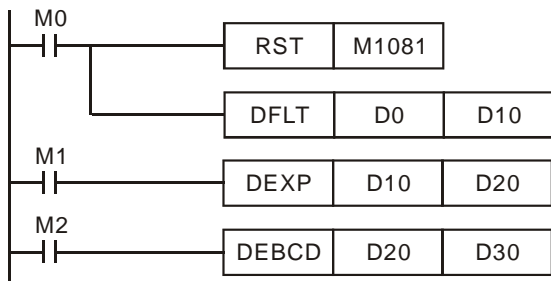 M0
RST M1081
DFLT D0 D10
M1
DEXP D10 D20
M2
DEBCD D20 D30